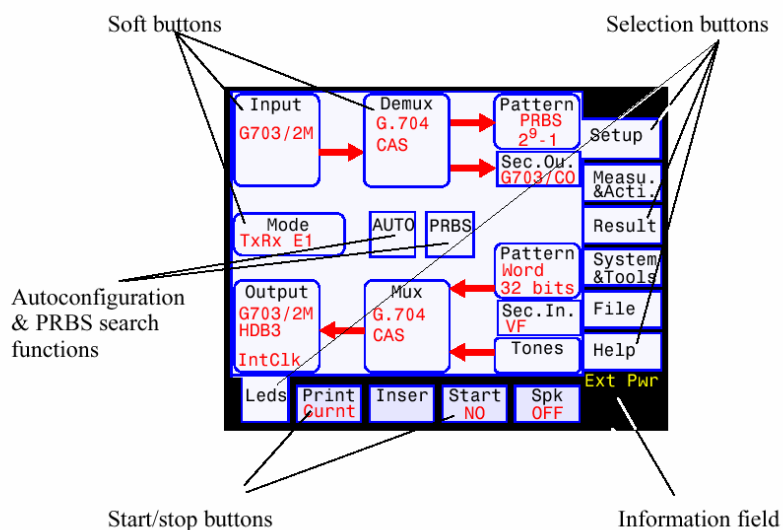 Soft buttons
Selection buttons
Input
G703/2M
Demux
G.704
CAS
Pattern
PRBS
2⁹-1
Sec.Ou.
G703/CO
Setup
Measu.
&Acti.
Result
System
&Tools
File
Help
Ext Pwr
Mode
TxRx E1
AUTO
PRBS
Autoconfiguration
& PRBS search
functions
Output
G703/2M
HDB3
IntClk
Mux
G.704
CAS
Pattern
Word
32 bits
Sec.In.
VF
Tones
Leds
Print
Curnt
Inser
Start
NO
Spk
OFF
Start/stop buttons
Information field